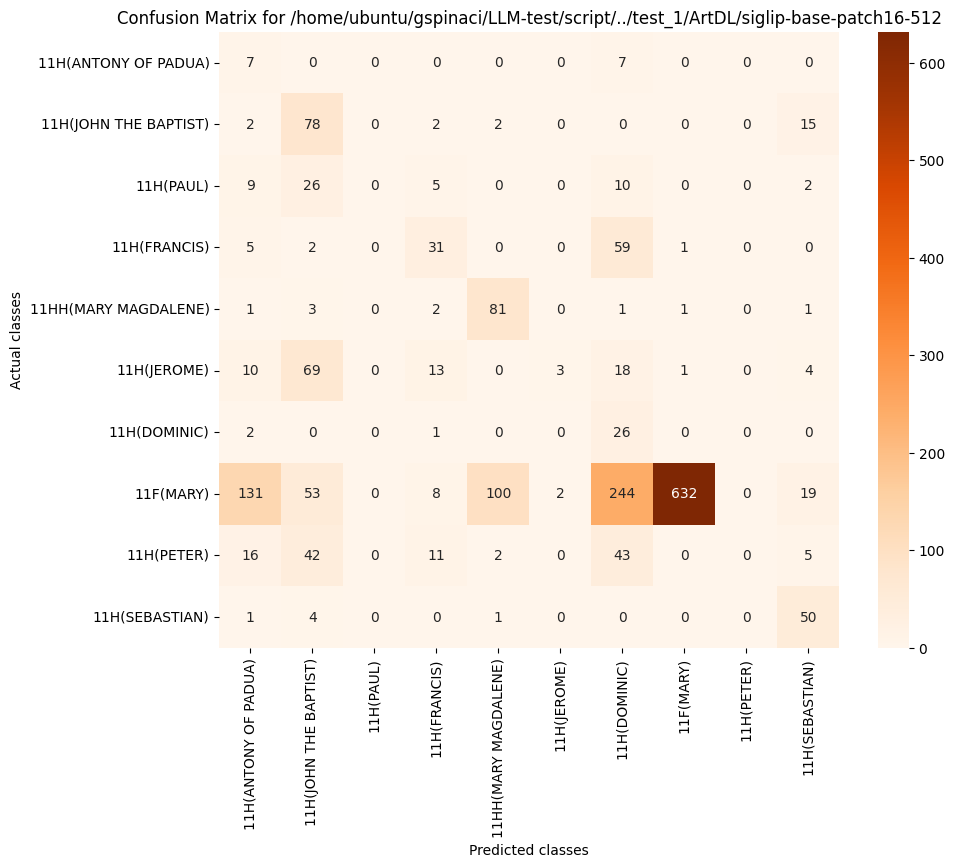 Confusion Matrix for /home/ubuntu/gspinaci/LLM-test/script/../test_1/ArtDL/siglip-base-patch16-512
Actual classes
11H(ANTONY OF PADUA) 7 0 0 0 0 0 7 0 0 0
11H(JOHN THE BAPTIST) 2 78 0 2 2 0 0 0 0 15
11H(PAUL) 9 26 0 5 0 0 10 0 0 2
11H(FRANCIS) 5 2 0 31 0 0 59 1 0 0
11HH(MARY MAGDALENE) 1 3 0 2 81 0 1 1 0 1
11H(JEROME) 10 69 0 13 0 3 18 1 0 4
11H(DOMINIC) 2 0 0 1 0 0 26 0 0 0
11F(MARY) 131 53 0 8 100 2 244 632 0 19
11H(PETER) 16 42 0 11 2 0 43 0 0 5
11H(SEBASTIAN) 1 4 0 0 1 0 0 0 0 50
11H(ANTONY OF PADUA)
11H(JOHN THE BAPTIST)
11H(PAUL)
11H(FRANCIS)
11HH(MARY MAGDALENE)
11H(JEROME)
11H(DOMINIC)
11F(MARY)
11H(PETER)
11H(SEBASTIAN)
Predicted classes
600
500
400
300
200
100
0